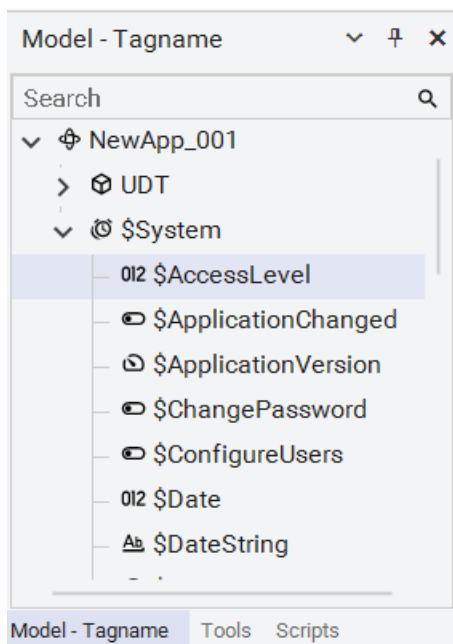 Model - Tagname
Search
NewApp_001
UDT
$System
012 $AccessLevel
$ApplicationChanged
$ApplicationVersion
$ChangePassword
$ConfigureUsers
012 $Date
Ab $DateString
Model - Tagname Tools Scripts